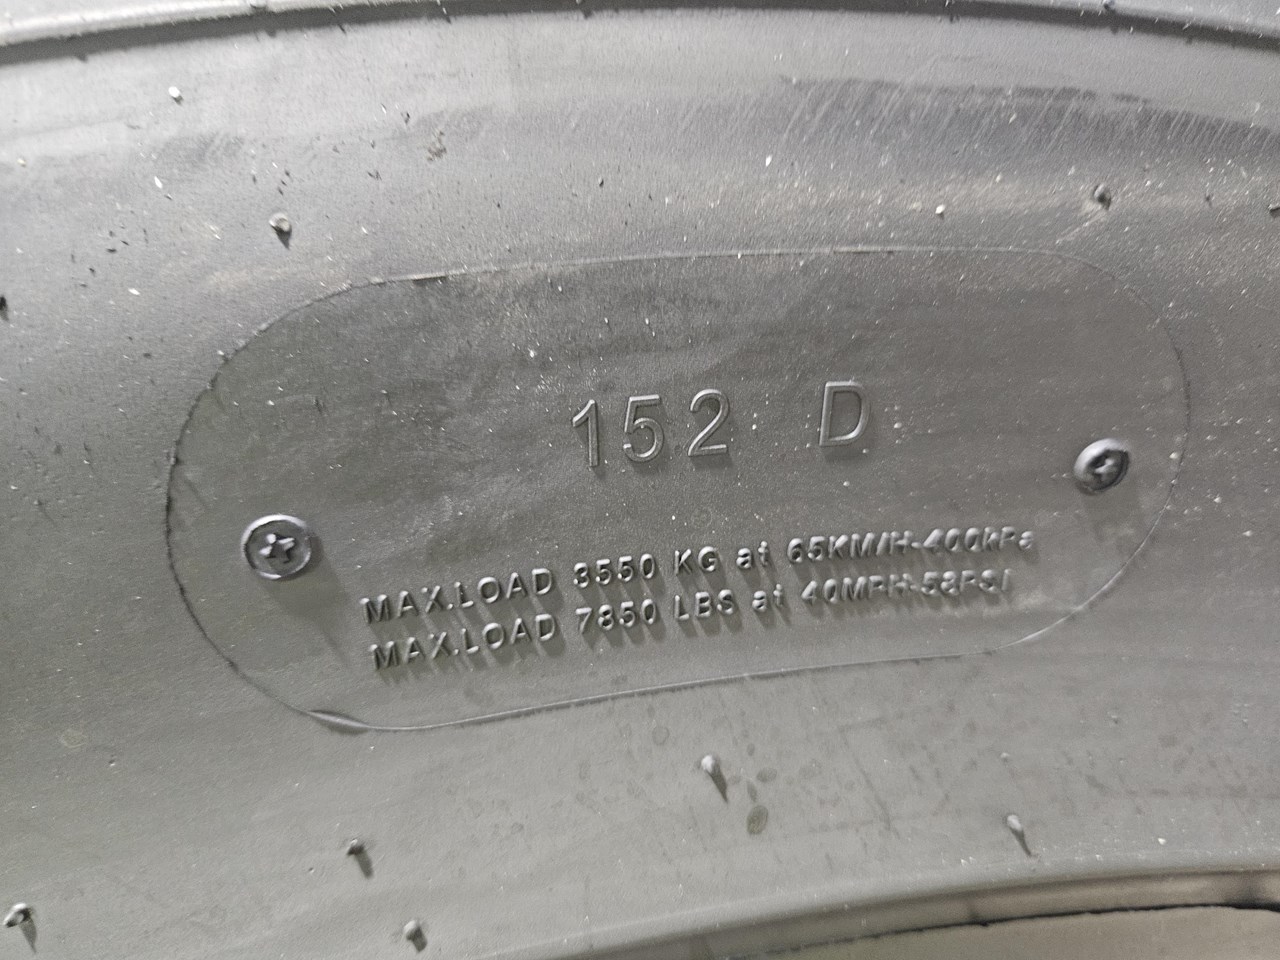 152 D
MAX.LOAD 3550 KG at 65KM/H-400kPa
MAX.LOAD 7850 LBS at 40MPH-58PSI